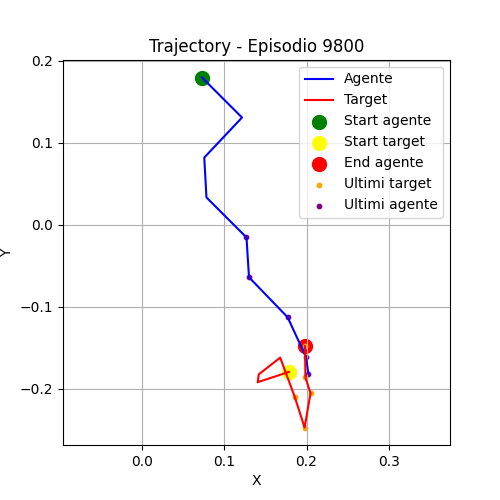 Trajectory - Episodio 9800
Agente
Target
Start agente
Start target
End agente
Ultimi target
Ultimi agente
0.2
0.1
0.0
−0.1
−0.2
Y
0.0
0.1
0.2
0.3
X